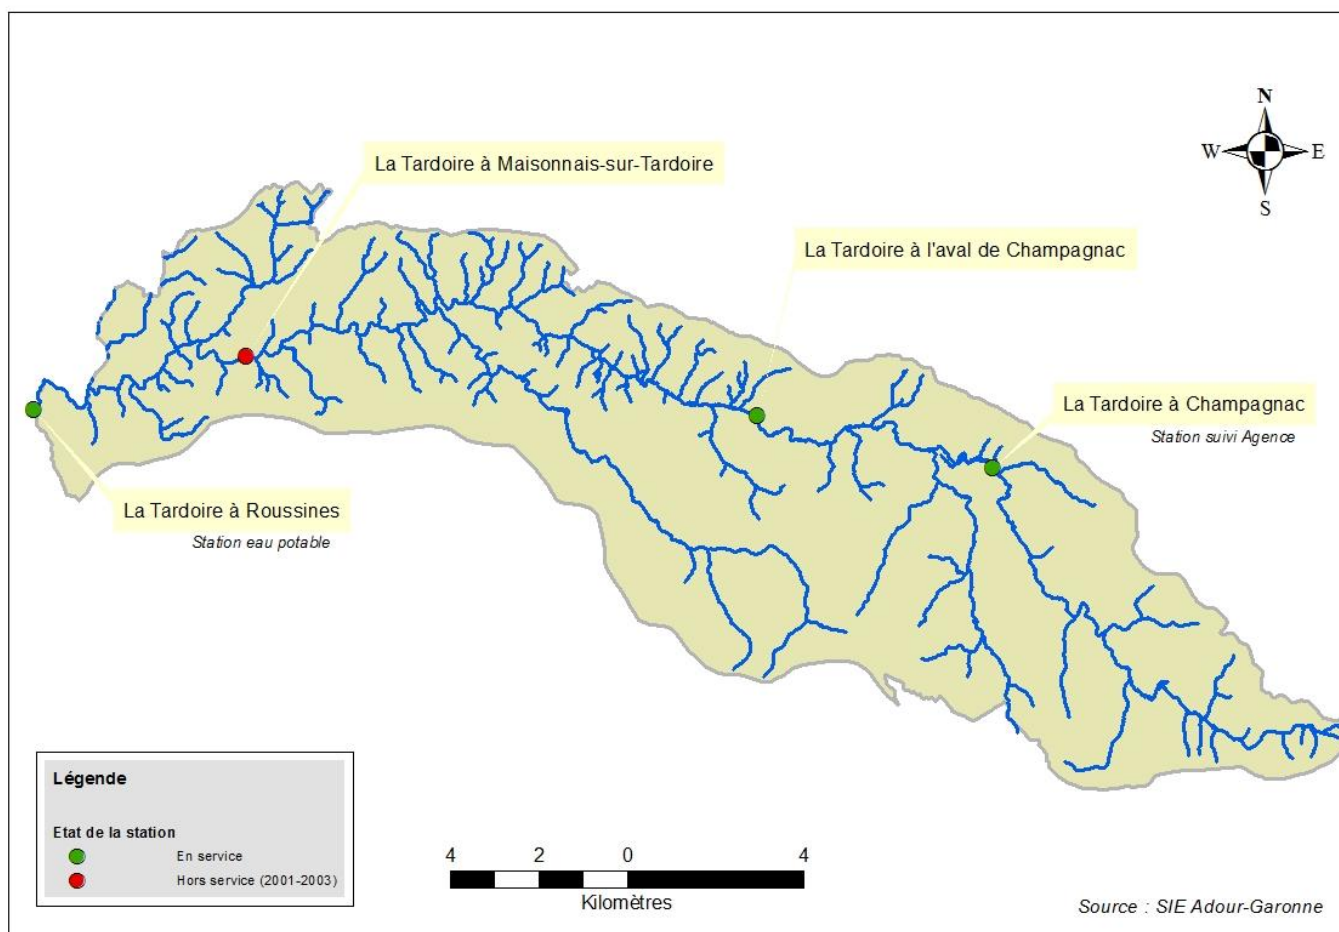 N
W E
S
La Tardoire à Maisonnais-sur-Tardoire
La Tardoire à l'aval de Champagnac
La Tardoire à Champagnac
Station suivi Agence
La Tardoire à Roussines
Station eau potable
Légende
Etat de la station
En service
Hors service (2001-2003)
4 2 0 4
Kilomètres
Source : SIE Adour-Garonne